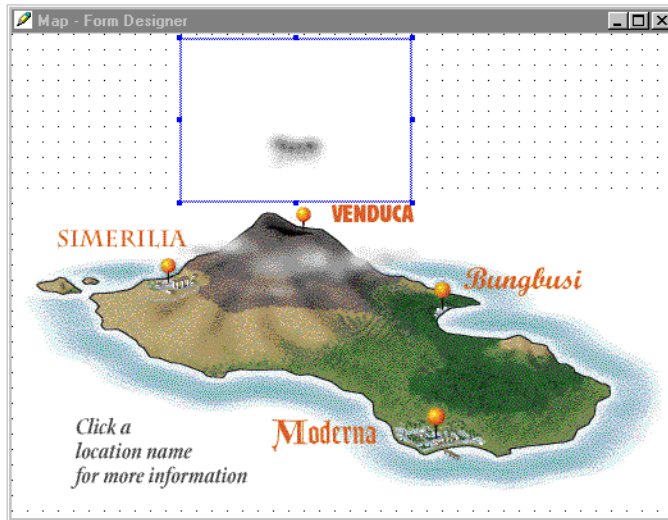 Map - Form Designer
VENDUCA
SIMERILIA
Bungbusi
Moderna
Click a
location name
for more information